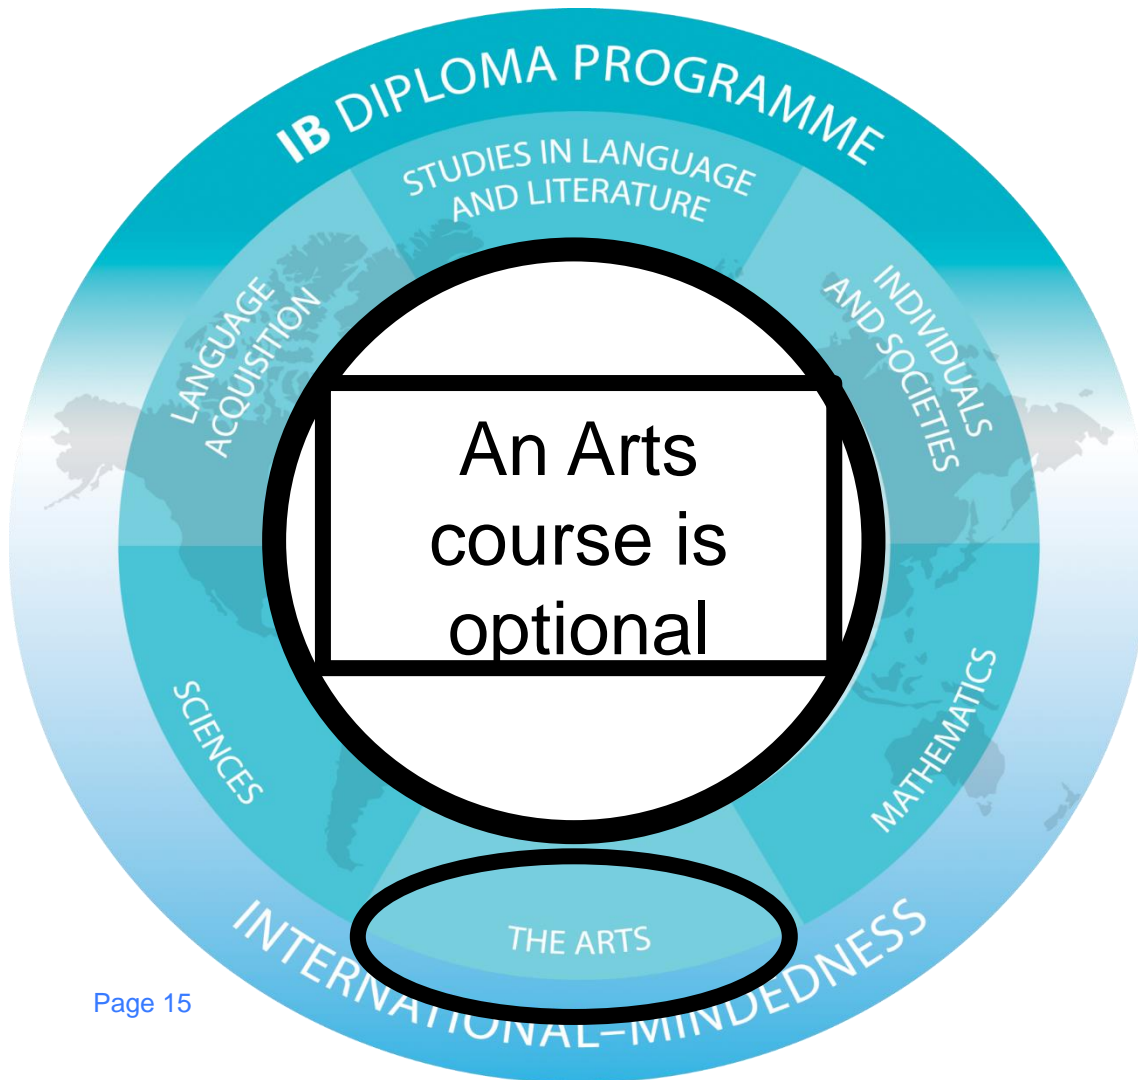 IB DIPLOMA PROGRAMME
STUDIES IN LANGUAGE
AND LITERATURE
LANGUAGE
ACQUISITION
INDIVIDUALS
AND SOCIETIES
An Arts
course is
optional
SCIENCES
MATHEMATICS
THE ARTS
INTERNATIONAL–MINDEDNESS
Page 15